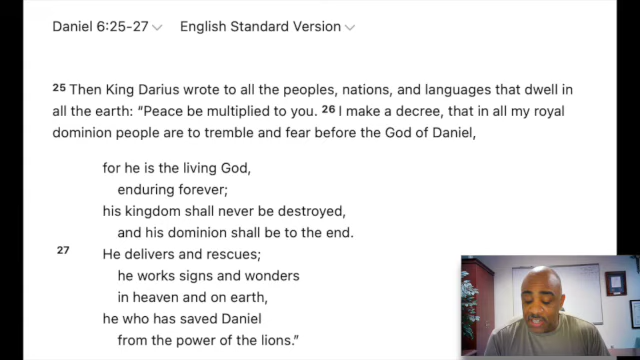 Daniel 6:25-27 English Standard Version
25 Then King Darius wrote to all the peoples, nations, and languages that dwell in
all the earth: “Peace be multiplied to you. 26 I make a decree, that in all my royal
dominion people are to tremble and fear before the God of Daniel,
for he is the living God,
enduring forever;
his kingdom shall never be destroyed,
and his dominion shall be to the end.
27 He delivers and rescues;
he works signs and wonders
in heaven and on earth,
he who has saved Daniel
from the power of the lions.”